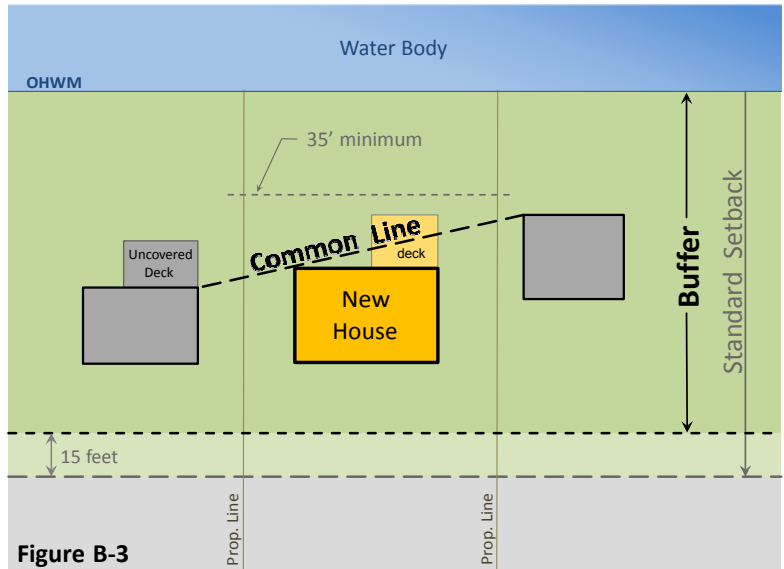 Water Body
OHWM
35’ minimum
Uncovered
Deck
Common Line
deck
New
House
Buffer
Standard Setback
15 feet
Prop. Line
Prop. Line
Figure B-3